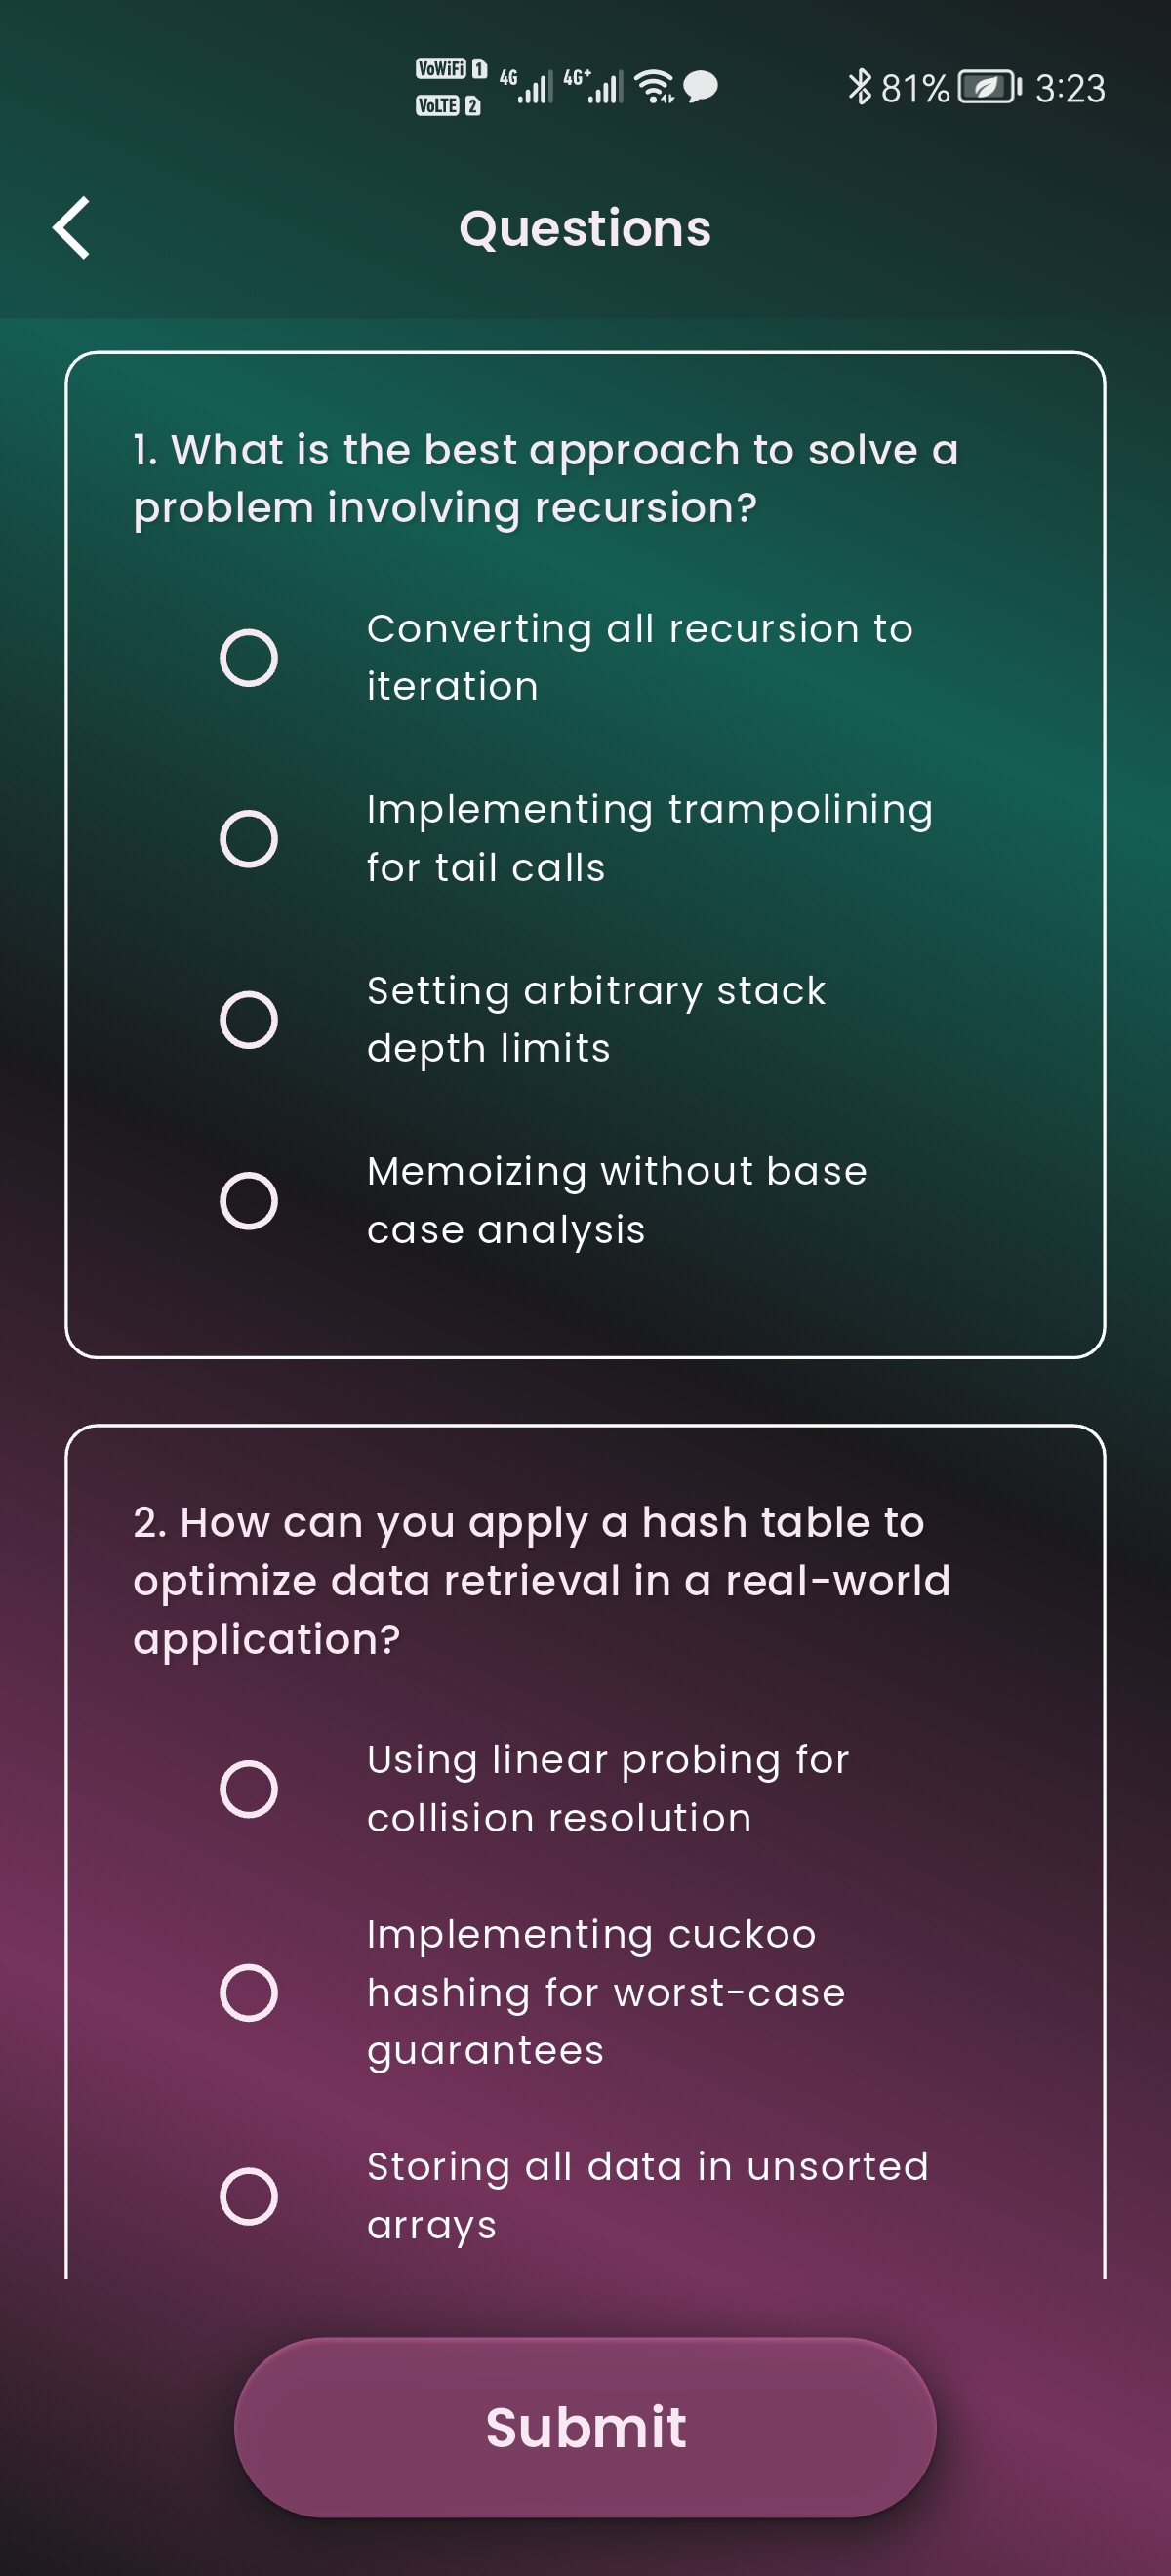 VoWiFi 1
VoLTE 2
4G
4G+
81%
3:23
Questions
1. What is the best approach to solve a
problem involving recursion?
Converting all recursion to
iteration
Implementing trampolining
for tail calls
Setting arbitrary stack
depth limits
Memoizing without base
case analysis
2. How can you apply a hash table to
optimize data retrieval in a real-world
application?
Using linear probing for
collision resolution
Implementing cuckoo
hashing for worst-case
guarantees
Storing all data in unsorted
arrays
Submit